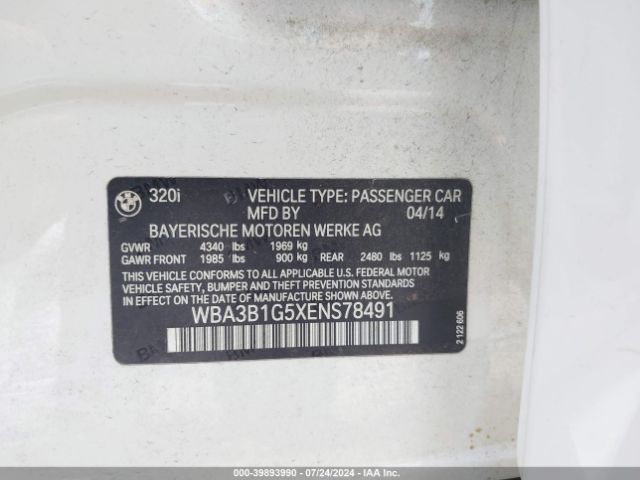 320i VEHICLE TYPE: PASSENGER CAR
MFD BY 04/14
BAYERISCHE MOTOREN WERKE AG
GVWR 4340 lbs 1969 kg
GAWR FRONT 1985 lbs 900 kg REAR 2480 lbs 1125 kg
THIS VEHICLE CONFORMS TO ALL APPLICABLE U.S. FEDERAL MOTOR
VEHICLE SAFETY, BUMPER AND THEFT PREVENTION STANDARDS
IN EFFECT ON THE DATE OF MANUFACTURE SHOWN ABOVE.
WBA3B1G5XENS78491
2 122 606
000-39893990 - 07/24/2024 - IAA Inc.